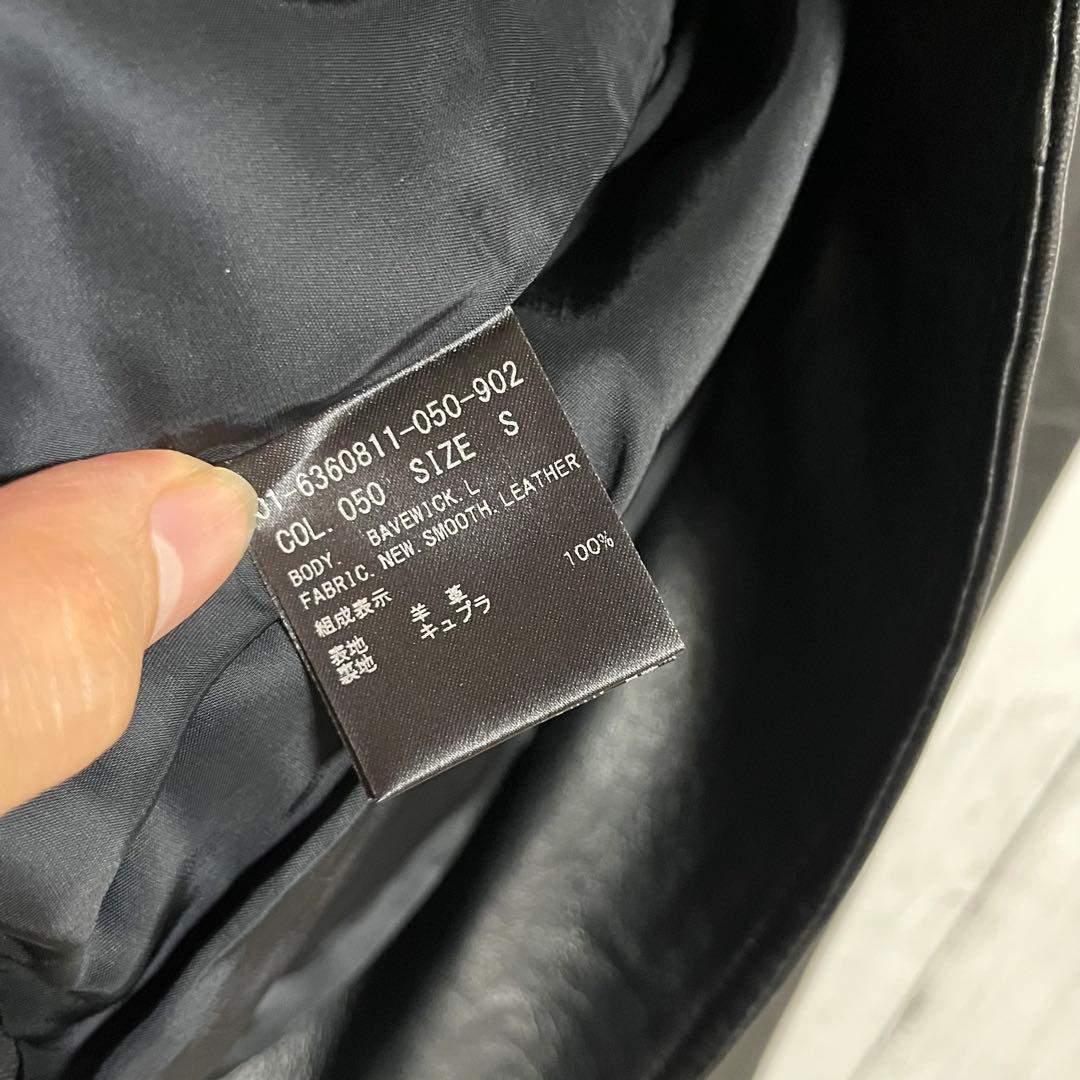 01-6360811-050-902
COL. 050 SIZE S
BODY. BAVEWICK.L
FABRIC.NEW.SMOOTH.LEATHER
組成表示
表地 羊 革
裏地 キュプラ 100%